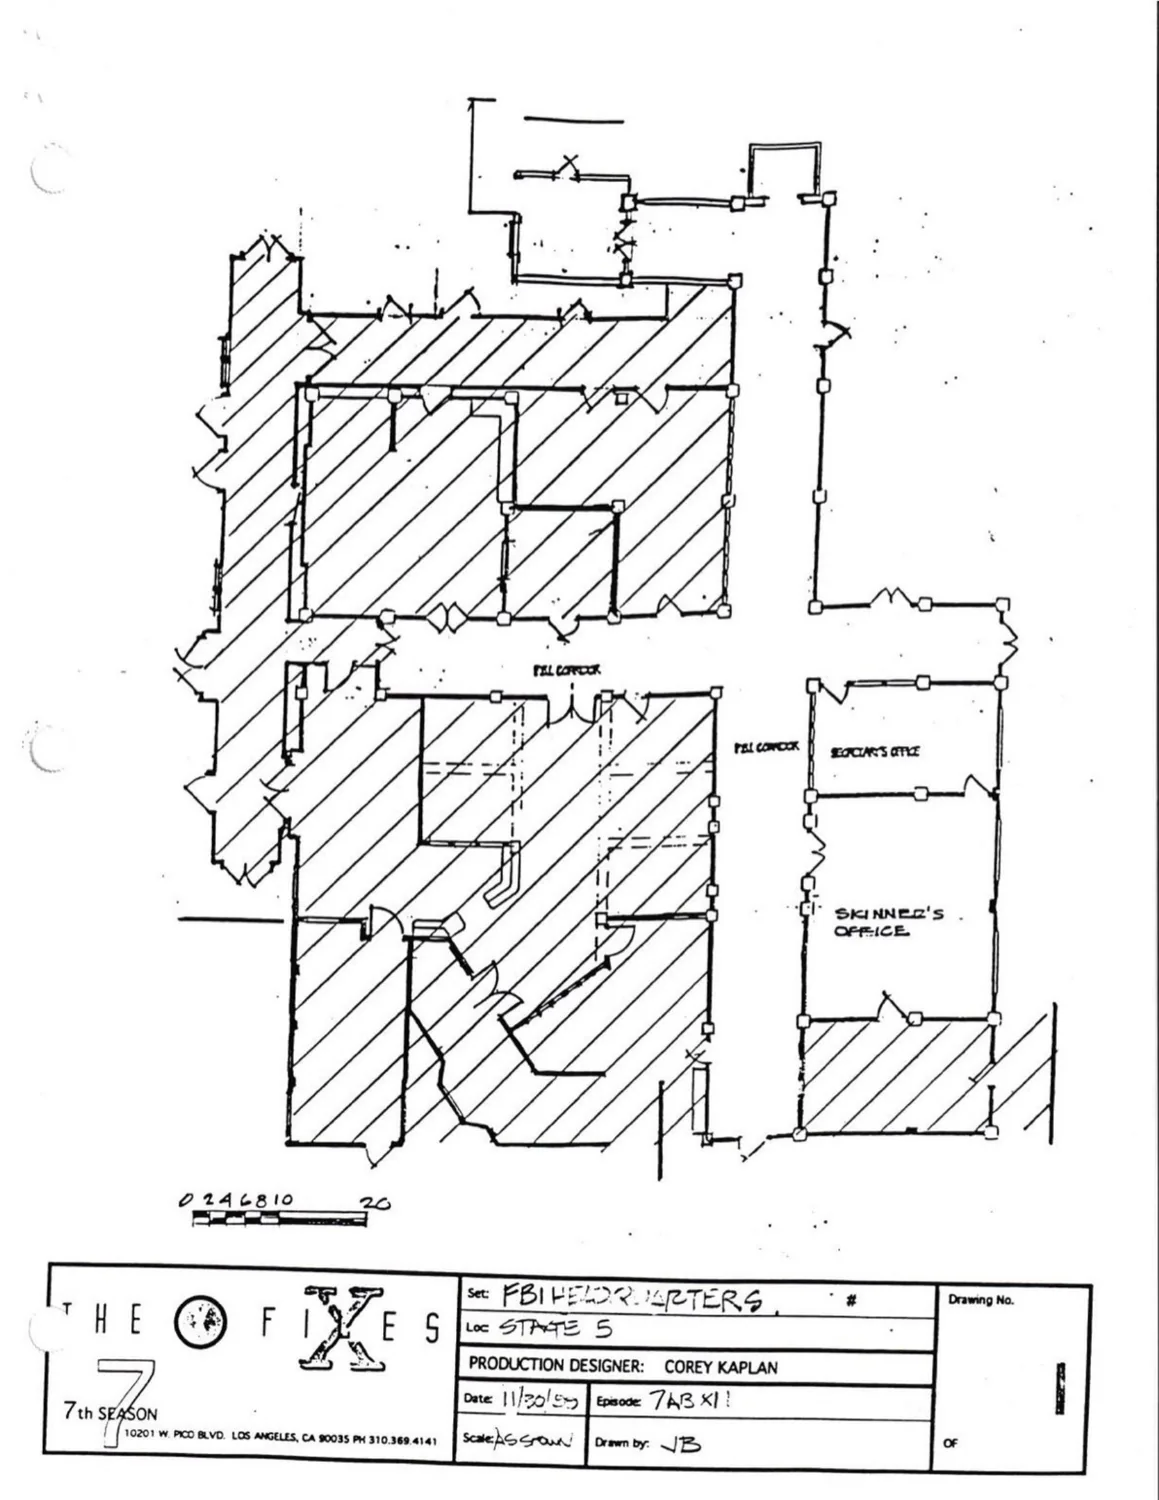 F.B.I. CORRIDOR
F.B.I. CORRIDOR
SECRETARY'S OFFICE
SKINNER'S
OFFICE
0 2 4 6 8 10 20
THE X FILES
7
7th SEASON
10201 W. PICO BLVD. LOS ANGELES, CA 90035 PH 310.369.4141
Set: FBI HEADQUARTERS #
Loc: STAGE 5
PRODUCTION DESIGNER: COREY KAPLAN
Date: 11/30/99
Episode: 7ABX11
Scale: AS SHOWN
Drawn by: JB
Drawing No.
OF